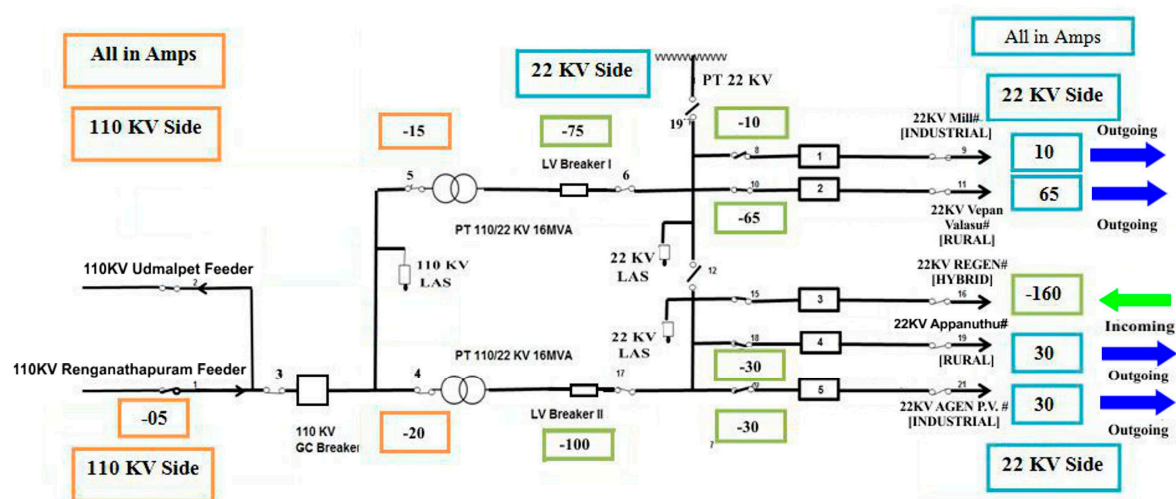 All in Amps
110 KV Side
22 KV Side
PT 22 KV
All in Amps
22 KV Side
-15
-75
LV Breaker I
19
-10
8
1
22KV Mill#
[INDUSTRIAL]
9
10
Outgoing
5
6
10
2
11
65
Outgoing
-65
22KV Vepan
Valasu#
[RURAL]
PT 110/22 KV 16MVA
110 KV
LAS
22 KV
LAS
12
110KV Udmalpet Feeder
2
22KV REGEN#
[HYBRID]
15
3
16
-160
Incoming
22 KV
LAS
22KV Appanuthu#
18
4
19
[RURAL]
30
Outgoing
-30
PT 110/22 KV 16MVA
110KV Renganathapuram Feeder
1
3
4
17
5
21
30
Outgoing
22KV AGEN P.V. #
[INDUSTRIAL]
-05
110 KV
GC Breaker
-20
LV Breaker II
-100
-30
7
110 KV Side
22 KV Side